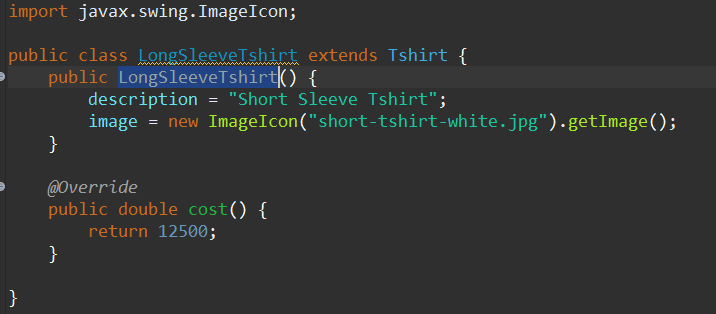 import javax.swing.ImageIcon;
public class LongSleeveTshirt extends Tshirt {
public LongSleeveTshirt() {
description = "Short Sleeve Tshirt";
image = new ImageIcon("short-tshirt-white.jpg").getImage();
}
@Override
public double cost() {
return 12500;
}
}